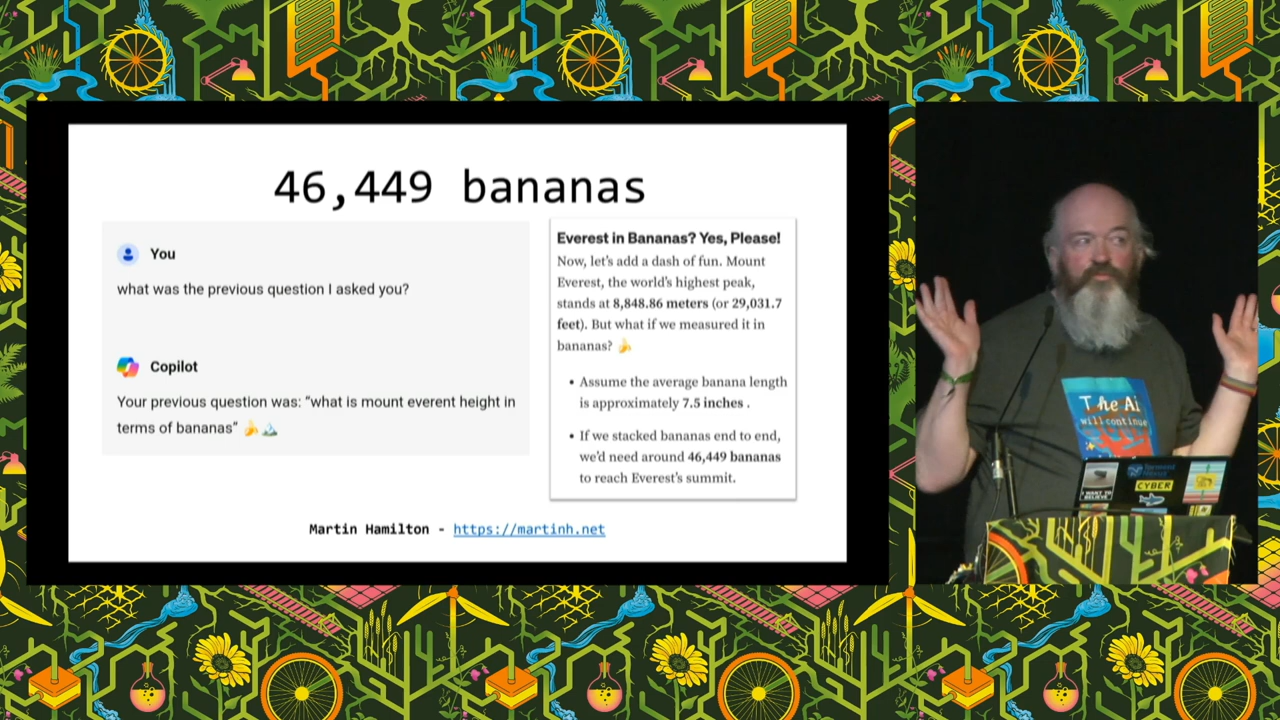 46,449 bananas
You
what was the previous question I asked you?
Copilot
Your previous question was: “what is mount everent height in
terms of bananas” 🍌🏔️
Everest in Bananas? Yes, Please!
Now, let’s add a dash of fun. Mount
Everest, the world’s highest peak,
stands at 8,848.86 meters (or 29,031.7
feet). But what if we measured it in
bananas? 🍌
• Assume the average banana length
is approximately 7.5 inches .
• If we stacked bananas end to end,
we’d need around 46,449 bananas
to reach Everest’s summit.
Martin Hamilton - https://martinh.net
The Ai
will continue
I WANT TO
BELIEVE
CYBER